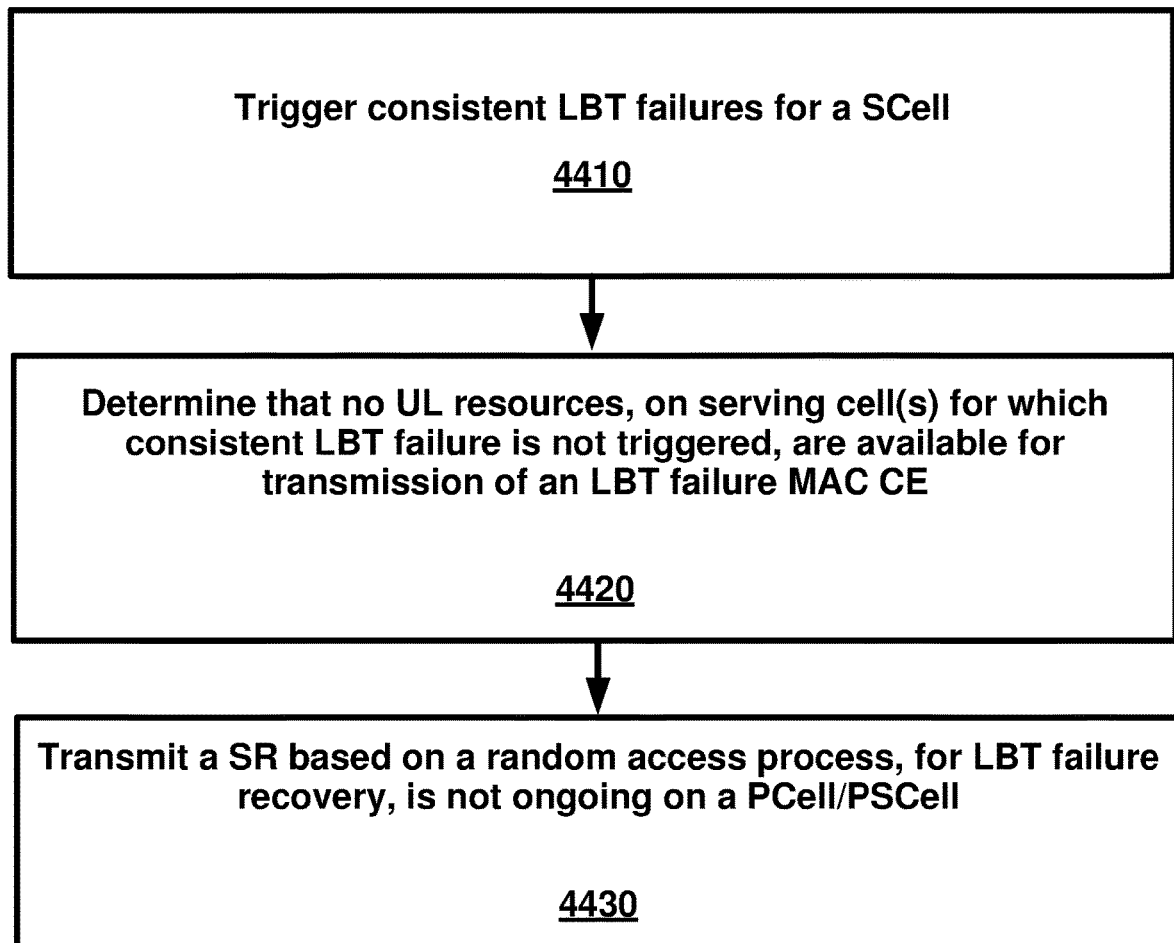 Trigger consistent LBT failures for a SCell
4410
Determine that no UL resources, on serving cell(s) for which
consistent LBT failure is not triggered, are available for
transmission of an LBT failure MAC CE
4420
Transmit a SR based on a random access process, for LBT failure
recovery, is not ongoing on a PCell/PSCell
4430